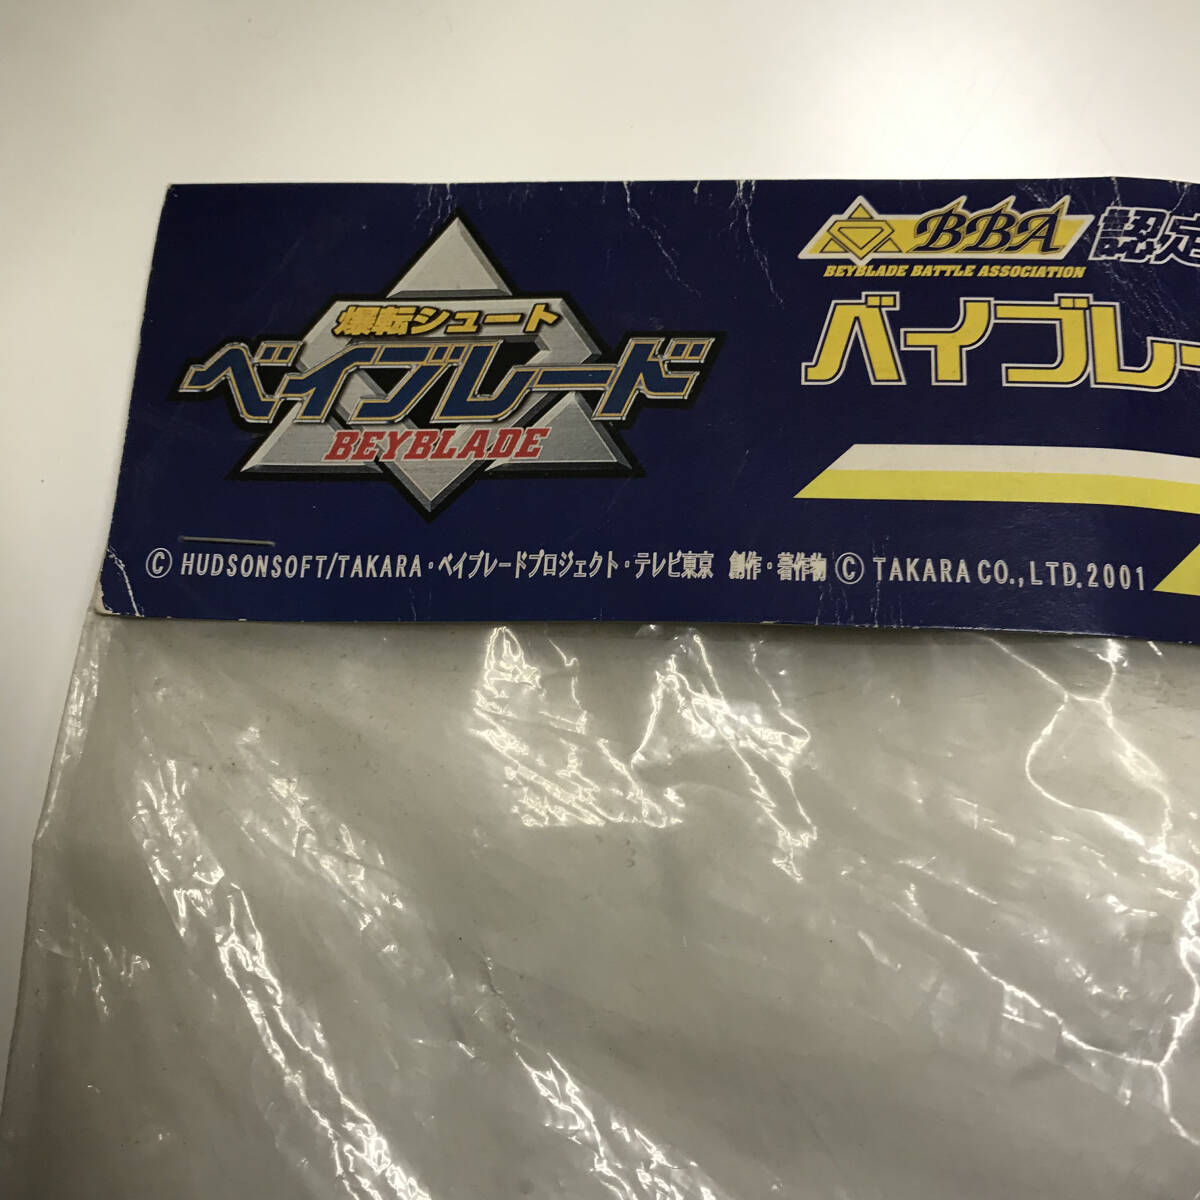 爆転シュート
ベイブレード
BEYBLADE
BBA 認定
BEYBLADE BATTLE ASSOCIATION
ベイブレー
© HUDSONSOFT/TAKARA・ベイブレードプロジェクト・テレビ東京 創作・著作物 © TAKARA CO.,LTD.2001